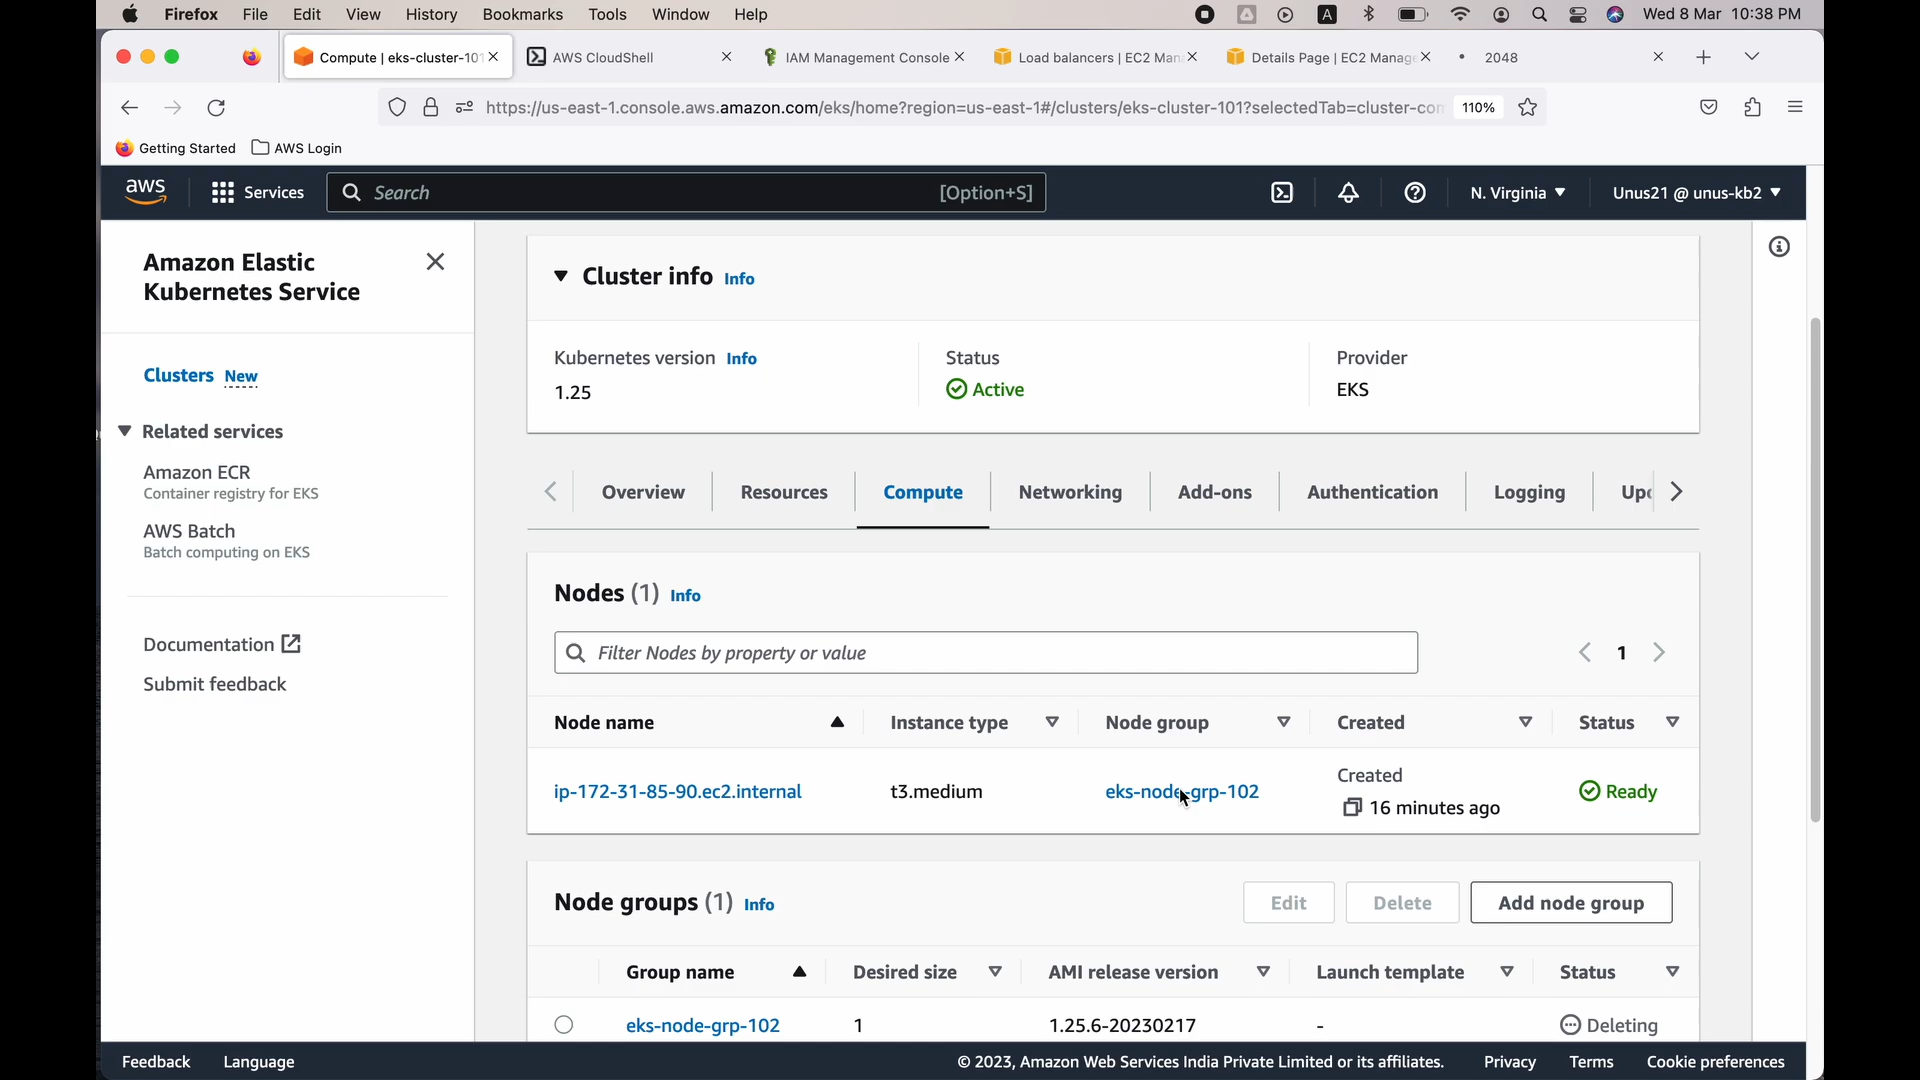 Firefox File Edit View History Bookmarks Tools Window Help A Wed 8 Mar 10:38 PM
Compute | eks-cluster-101 AWS CloudShell IAM Management Console Load balancers | EC2 Man Details Page | EC2 Manage 2048
https://us-east-1.console.aws.amazon.com/eks/home?region=us-east-1#/clusters/eks-cluster-101?selectedTab=cluster-com 110%
Getting Started AWS Login
aws Services Search [Option+S] N. Virginia Unus21 @ unus-kb2
Amazon Elastic
Kubernetes Service
Clusters New
Related services
Amazon ECR
Container registry for EKS
AWS Batch
Batch computing on EKS
Documentation
Submit feedback
Cluster info Info
Kubernetes version Info
1.25
Status
Active
Provider
EKS
Overview Resources Compute Networking Add-ons Authentication Logging Upd
Nodes (1) Info
Filter Nodes by property or value
1
Node name Instance type Node group Created Status
ip-172-31-85-90.ec2.internal t3.medium eks-node-grp-102 Created
16 minutes ago Ready
Node groups (1) Info Edit Delete Add node group
Group name Desired size AMI release version Launch template Status
eks-node-grp-102 1 1.25.6-20230217 - Deleting
Feedback Language © 2023, Amazon Web Services India Private Limited or its affiliates. Privacy Terms Cookie preferences